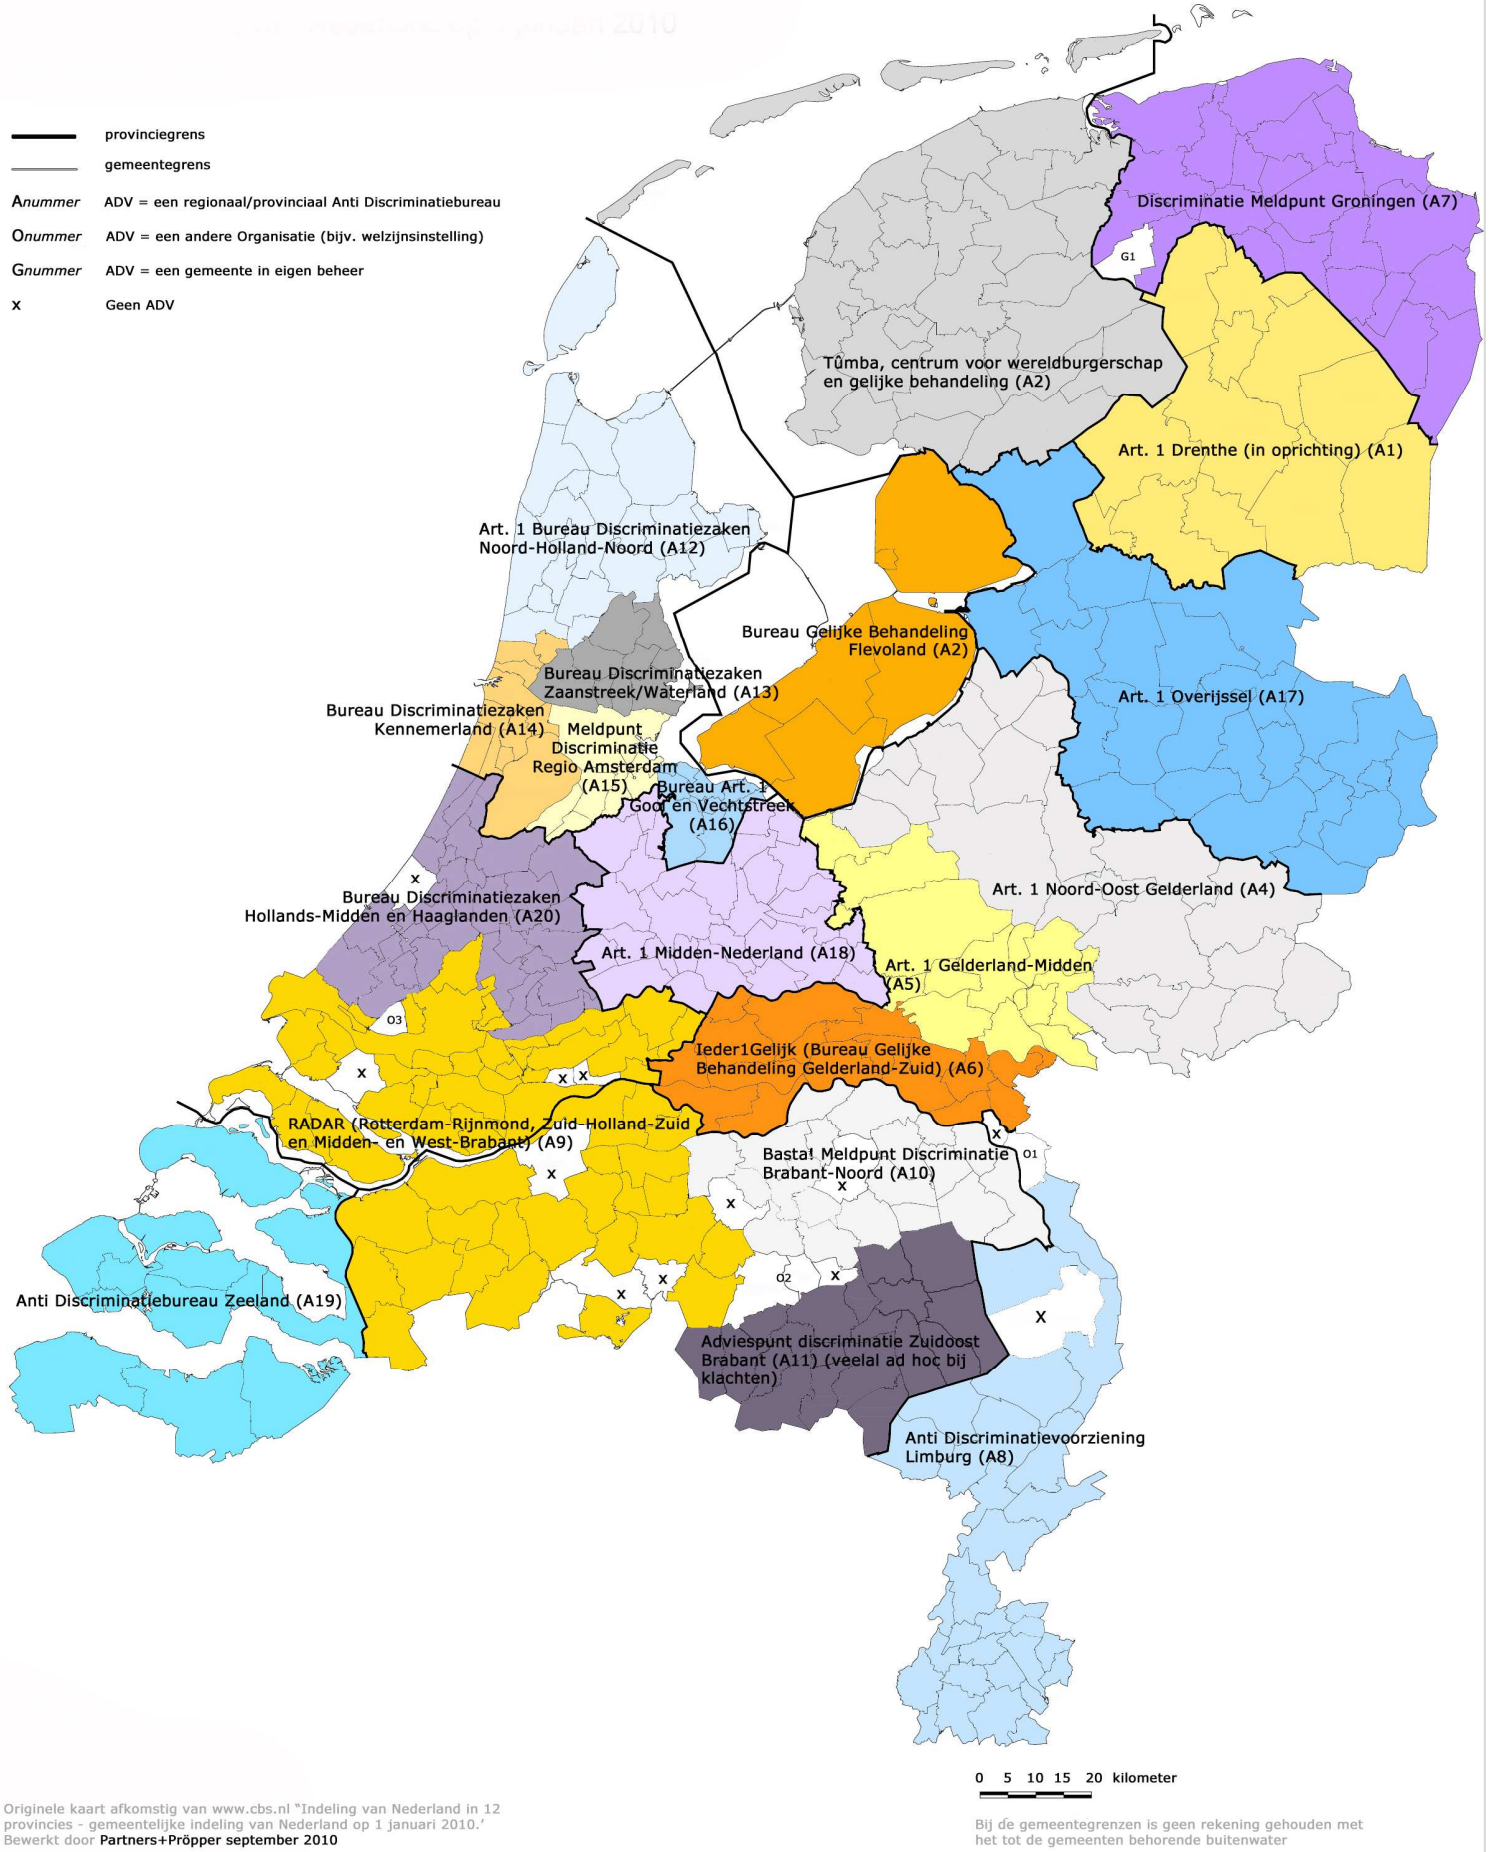 2010
provinciegrens
gemeentegrens
Anummer ADV = een regionaal/provinciaal Anti Discriminatiebureau
Onummer ADV = een andere Organisatie (bijv. welzijnsinstelling)
Gnummer ADV = een gemeente in eigen beheer
x Geen ADV
Discriminatie Meldpunt Groningen (A7)
G1
Tûmba, centrum voor wereldburgerschap
en gelijke behandeling (A2)
Art. 1 Drenthe (in oprichting) (A1)
Art. 1 Bureau Discriminatiezaken
Noord-Holland-Noord (A12)
Bureau Gelijke Behandeling
Flevoland (A2)
Bureau Discriminatiezaken
Zaanstreek/Waterland (A13)
Art. 1 Overijssel (A17)
Bureau Discriminatiezaken
Kennemerland (A14)
Meldpunt
Discriminatie
Regio Amsterdam
(A15)
Bureau Art. 1
Gooi en Vechtstreek
(A16)
x
Bureau Discriminatiezaken
Hollands-Midden en Haaglanden (A20)
Art. 1 Noord-Oost Gelderland (A4)
Art. 1 Midden-Nederland (A18)
Art. 1 Gelderland-Midden
(A5)
O3
Ieder1Gelijk (Bureau Gelijke
Behandeling Gelderland-Zuid) (A6)
x
x x
RADAR (Rotterdam-Rijnmond, Zuid-Holland-Zuid
en Midden- en West-Brabant) (A9)
x
Basta! Meldpunt Discriminatie
Brabant-Noord (A10)
x
O1
x
x
x
O2
x
x
x
x
Anti Discriminatiebureau Zeeland (A19)
Adviespunt discriminatie Zuidoost
Brabant (A11) (veelal ad hoc bij
klachten)
Anti Discriminatievoorziening
Limburg (A8)
0 5 10 15 20 kilometer
Originele kaart afkomstig van www.cbs.nl "Indeling van Nederland in 12
provincies - gemeentelijke indeling van Nederland op 1 januari 2010.'
Bewerkt door Partners+Pröpper september 2010
Bij de gemeentegrenzen is geen rekening gehouden met
het tot de gemeenten behorende buitenwater